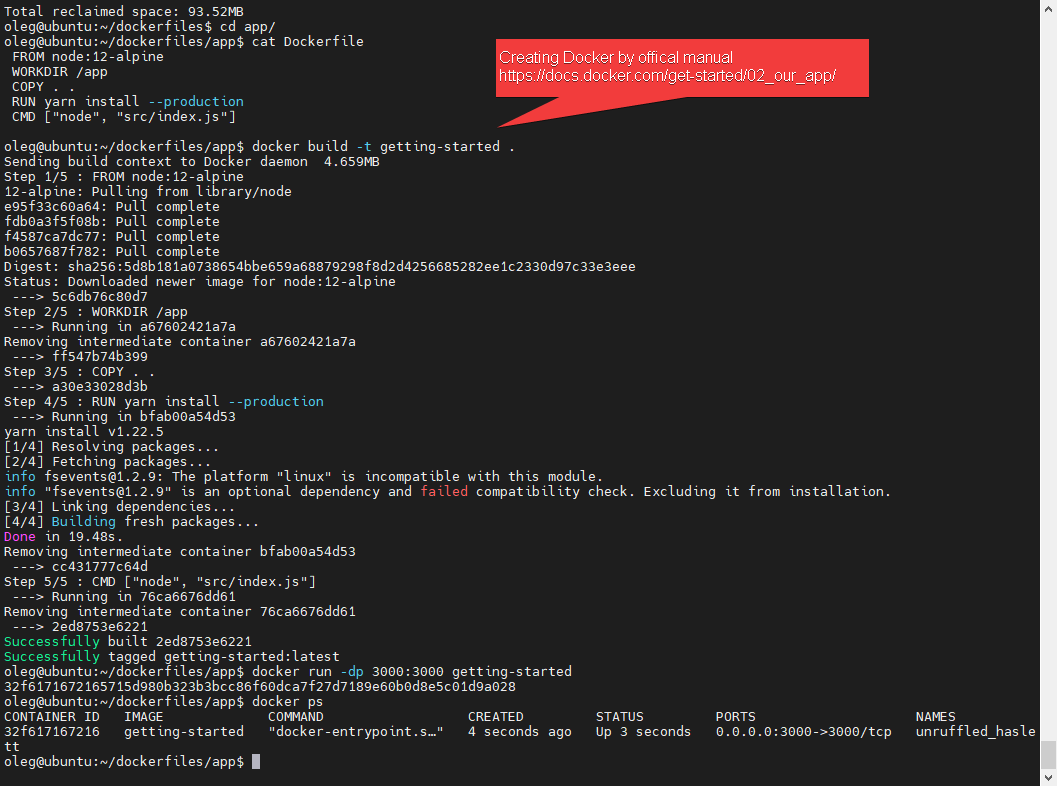 Total reclaimed space: 93.52MB
oleg@ubuntu:~/dockerfiles$ cd app/
oleg@ubuntu:~/dockerfiles/app$ cat Dockerfile
 FROM node:12-alpine
 WORKDIR /app
 COPY . .
 RUN yarn install --production
 CMD ["node", "src/index.js"]
Creating Docker by offical manual
https://docs.docker.com/get-started/02_our_app/
oleg@ubuntu:~/dockerfiles/app$ docker build -t getting-started .
Sending build context to Docker daemon  4.659MB
Step 1/5 : FROM node:12-alpine
12-alpine: Pulling from library/node
e95f33c60a64: Pull complete
fdb0a3f5f08b: Pull complete
f4587ca7dc77: Pull complete
b0657687f782: Pull complete
Digest: sha256:5d8b181a0738654bbe659a68879298f8d2d4256685282ee1c2330d97c33e3eee
Status: Downloaded newer image for node:12-alpine
 ---> 5c6db76c80d7
Step 2/5 : WORKDIR /app
 ---> Running in a67602421a7a
Removing intermediate container a67602421a7a
 ---> ff547b74b399
Step 3/5 : COPY . .
 ---> a30e33028d3b
Step 4/5 : RUN yarn install --production
 ---> Running in bfab00a54d53
yarn install v1.22.5
[1/4] Resolving packages...
[2/4] Fetching packages...
info fsevents@1.2.9: The platform "linux" is incompatible with this module.
info "fsevents@1.2.9" is an optional dependency and failed compatibility check. Excluding it from installation.
[3/4] Linking dependencies...
[4/4] Building fresh packages...
Done in 19.48s.
Removing intermediate container bfab00a54d53
 ---> cc431777c64d
Step 5/5 : CMD ["node", "src/index.js"]
 ---> Running in 76ca6676dd61
Removing intermediate container 76ca6676dd61
 ---> 2ed8753e6221
Successfully built 2ed8753e6221
Successfully tagged getting-started:latest
oleg@ubuntu:~/dockerfiles/app$ docker run -dp 3000:3000 getting-started
32f6171672165715d980b323b3bcc86f60dca7f27d7189e60b0d8e5c01d9a028
oleg@ubuntu:~/dockerfiles/app$ docker ps
CONTAINER ID   IMAGE             COMMAND                  CREATED         STATUS         PORTS                    NAMES
32f617167216   getting-started   "docker-entrypoint.s…"   4 seconds ago   Up 3 seconds   0.0.0.0:3000->3000/tcp   unruffled_hasle
tt
oleg@ubuntu:~/dockerfiles/app$